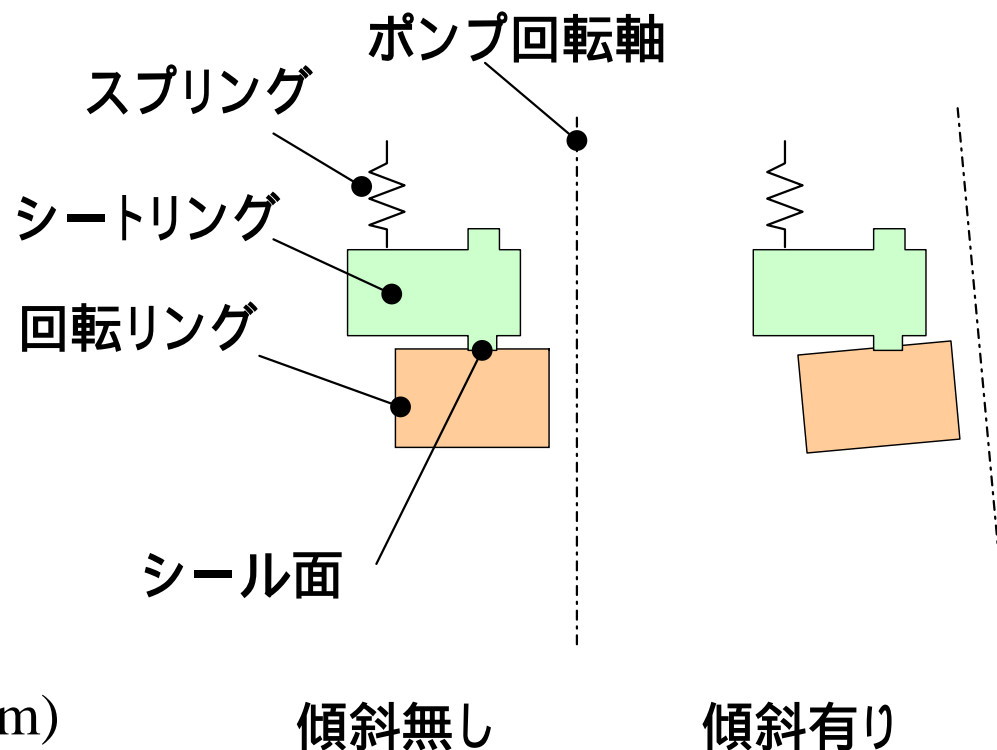 ポンプ回転軸
スプリング
シートリング
回転リング
シール面
m)
傾斜無し
傾斜有り